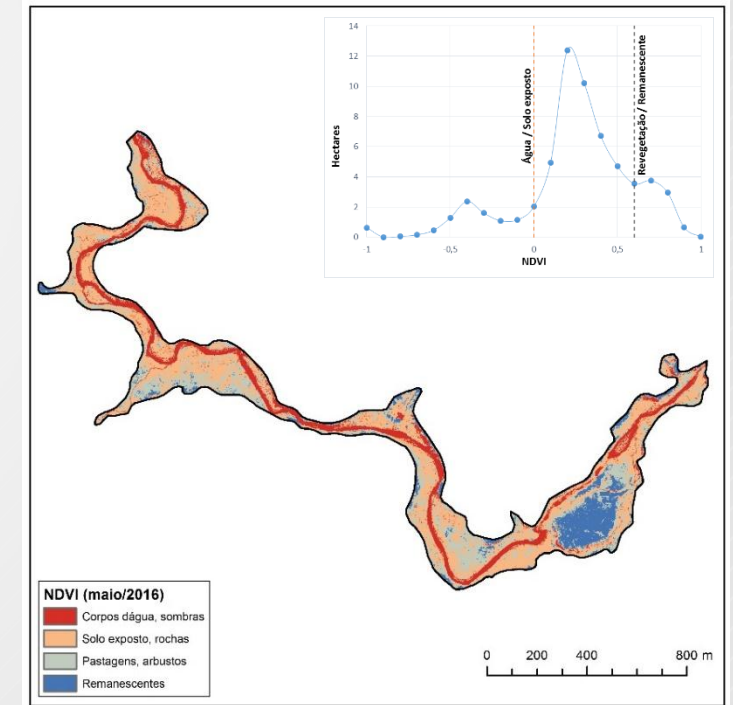 14
12
10
8
6
4
2
0
Hectares
Água / Solo exposto
Revegetação / Remanescente
-1
-0,5
0
0,5
1
NDVI
NDVI (maio/2016)
Corpos dágua, sombras
Solo exposto, rochas
Pastagens, arbustos
Remanescentes
0 200 400 800 m